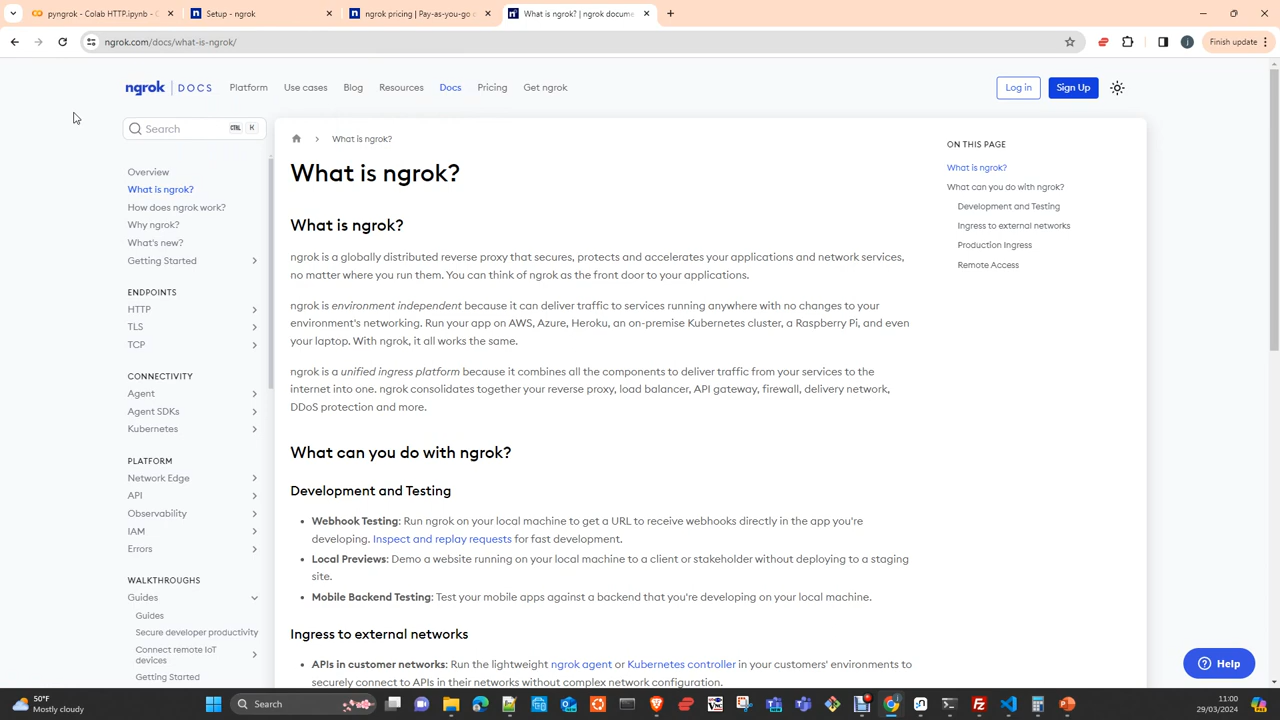 pyngrok - Colab HTTP.ipynb - C
Setup - ngrok
ngrok pricing | Pay-as-you-go c
What is ngrok? | ngrok docume
ngrok.com/docs/what-is-ngrok/
Finish update
ngrok DOCS
Platform
Use cases
Blog
Resources
Docs
Pricing
Get ngrok
Log in
Sign Up
Search
CTRL K
Overview
What is ngrok?
How does ngrok work?
Why ngrok?
What's new?
Getting Started
ENDPOINTS
HTTP
TLS
TCP
CONNECTIVITY
Agent
Agent SDKs
Kubernetes
PLATFORM
Network Edge
API
Observability
IAM
Errors
WALKTHROUGHS
Guides
Guides
Secure developer productivity
Connect remote IoT
devices
Getting Started
What is ngrok?
What is ngrok?
What is ngrok?
ngrok is a globally distributed reverse proxy that secures, protects and accelerates your applications and network services,
no matter where you run them. You can think of ngrok as the front door to your applications.
ngrok is environment independent because it can deliver traffic to services running anywhere with no changes to your
environment's networking. Run your app on AWS, Azure, Heroku, an on-premise Kubernetes cluster, a Raspberry Pi, and even
your laptop. With ngrok, it all works the same.
ngrok is a unified ingress platform because it combines all the components to deliver traffic from your services to the
internet into one. ngrok consolidates together your reverse proxy, load balancer, API gateway, firewall, delivery network,
DDoS protection and more.
What can you do with ngrok?
Development and Testing
• Webhook Testing: Run ngrok on your local machine to get a URL to receive webhooks directly in the app you're
developing. Inspect and replay requests for fast development.
• Local Previews: Demo a website running on your local machine to a client or stakeholder without deploying to a staging
site.
• Mobile Backend Testing: Test your mobile apps against a backend that you're developing on your local machine.
Ingress to external networks
• APIs in customer networks: Run the lightweight ngrok agent or Kubernetes controller in your customers' environments to
securely connect to APIs in their networks without complex network configuration.
ON THIS PAGE
What is ngrok?
What can you do with ngrok?
Development and Testing
Ingress to external networks
Production Ingress
Remote Access
Help
50°F
Mostly cloudy
Search
11:00
29/03/2024